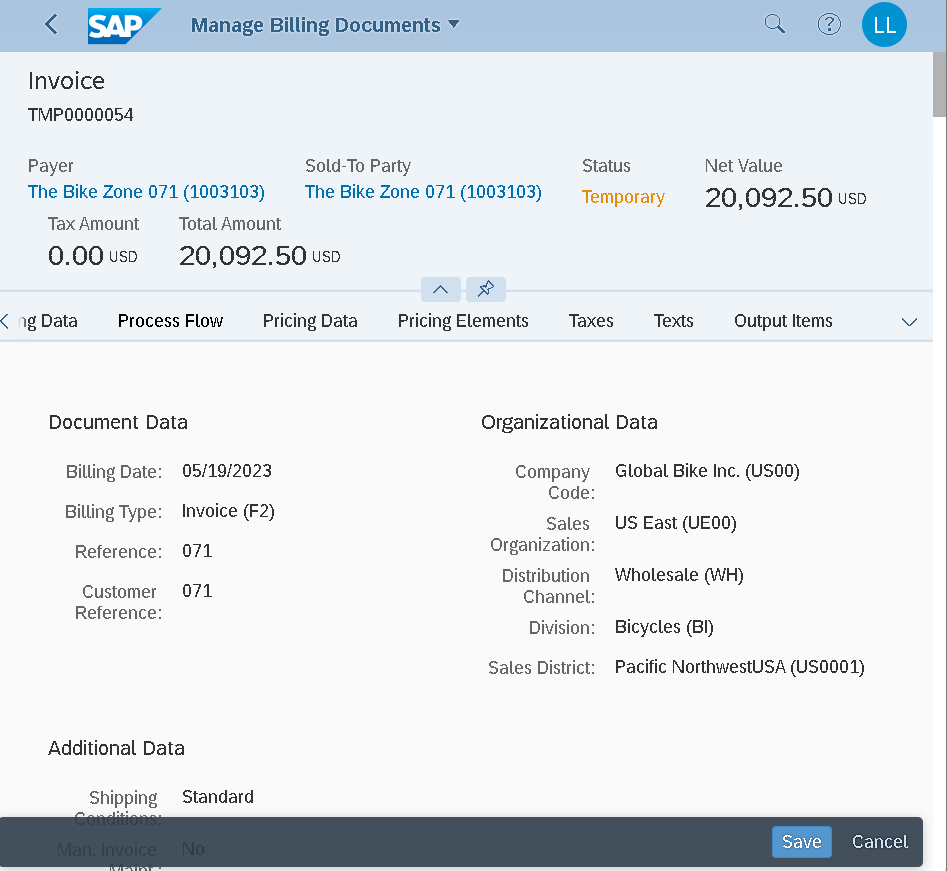 SAP Manage Billing Documents LL
Invoice
TMP0000054
Payer Sold-To Party Status Net Value
The Bike Zone 071 (1003103) The Bike Zone 071 (1003103) Temporary 20,092.50 USD
Tax Amount Total Amount
0.00 USD 20,092.50 USD
ng Data Process Flow Pricing Data Pricing Elements Taxes Texts Output Items
Document Data
Billing Date: 05/19/2023
Billing Type: Invoice (F2)
Reference: 071
Customer 071
Reference:
Organizational Data
Company Global Bike Inc. (US00)
Code:
Sales US East (UE00)
Organization:
Distribution Wholesale (WH)
Channel:
Division: Bicycles (BI)
Sales District: Pacific NorthwestUSA (US0001)
Additional Data
Shipping Standard
Conditions:
Man. Invoice No
Maint.:
Save Cancel